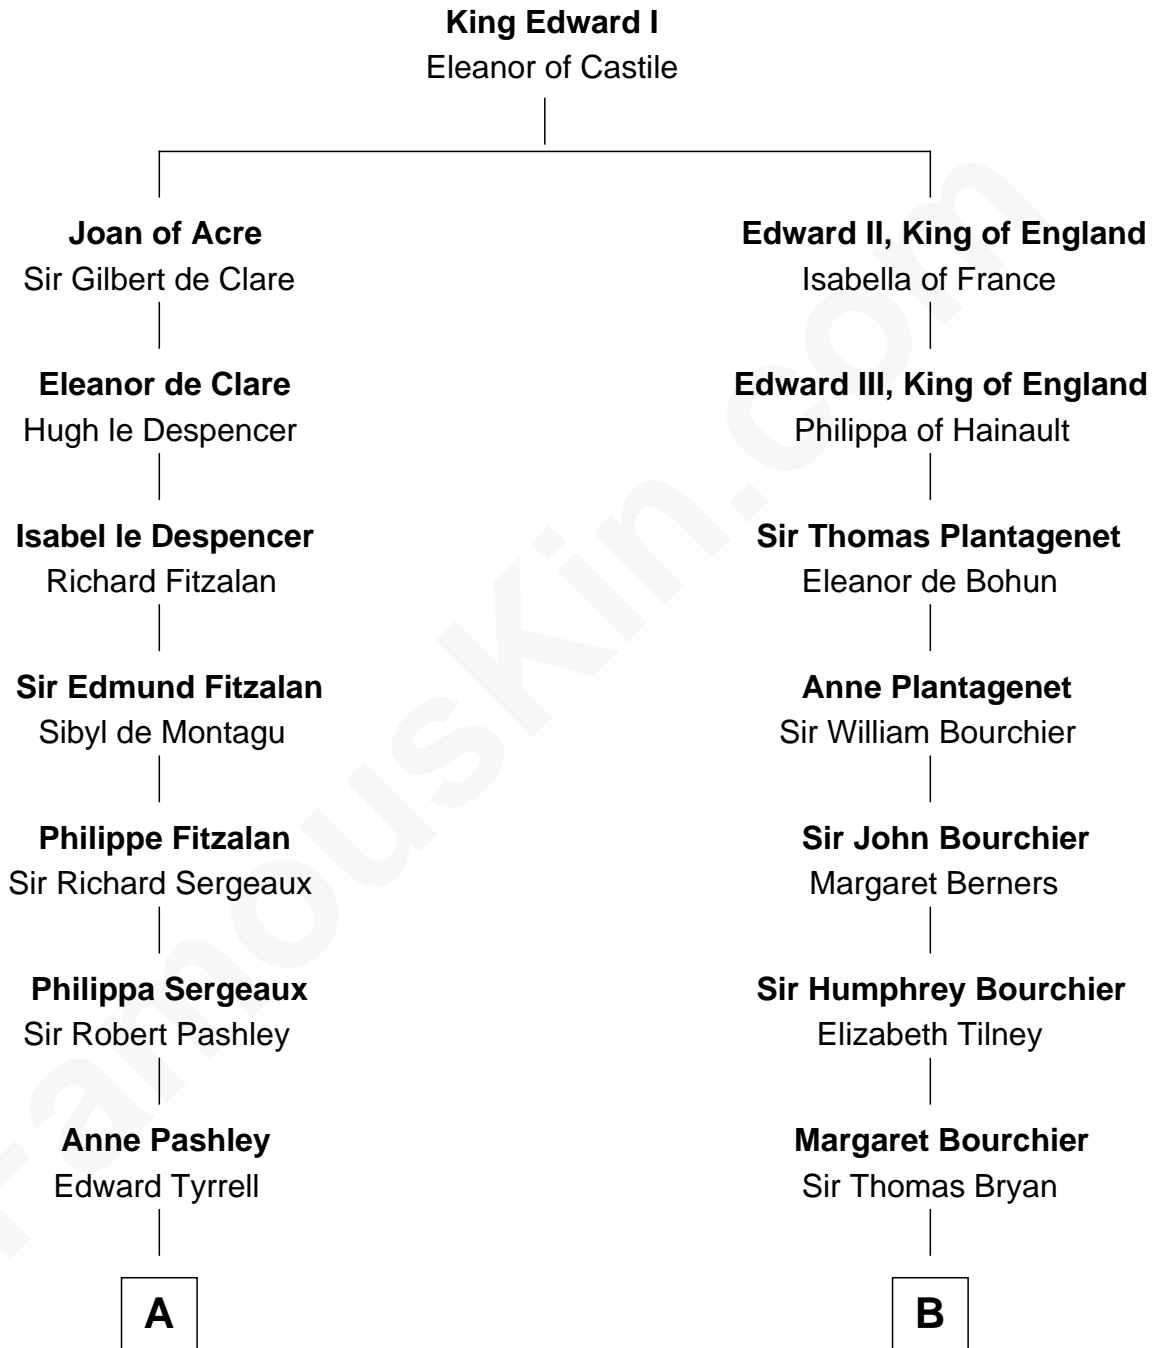 King Edward I
Eleanor of Castile
Joan of Acre
Sir Gilbert de Clare
Edward II, King of England
Isabella of France
Eleanor de Clare
Hugh le Despencer
Edward III, King of England
Philippa of Hainault
Isabel le Despencer
Richard Fitzalan
Sir Thomas Plantagenet
Eleanor de Bohun
Sir Edmund Fitzalan
Sibyl de Montagu
Anne Plantagenet
Sir William Bourchier
Philippe Fitzalan
Sir Richard Sergeaux
Sir John Bourchier
Margaret Berners
Philippa Sergeaux
Sir Robert Pashley
Sir Humphrey Bourchier
Elizabeth Tilney
Anne Pashley
Edward Tyrrell
Margaret Bourchier
Sir Thomas Bryan
A
B
FamousKin.com